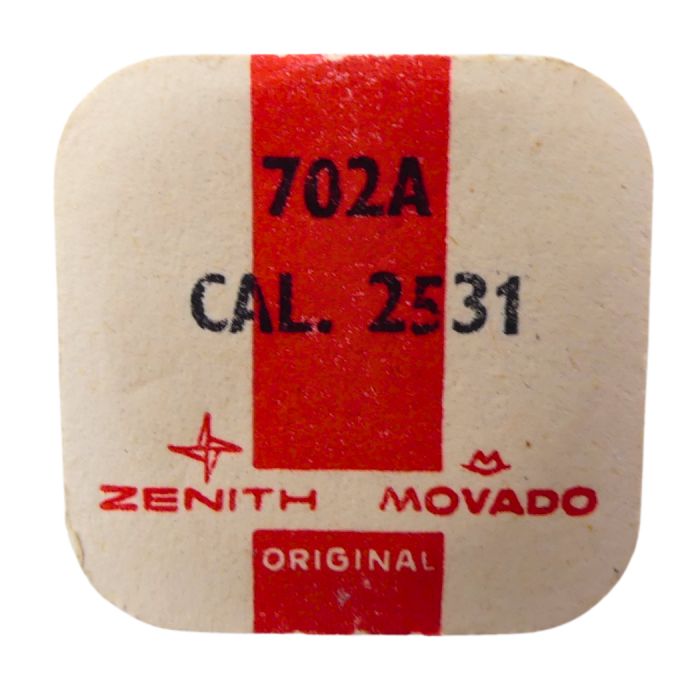 702A
CAL. 2531
ZENITH MOVADO
ORIGINAL